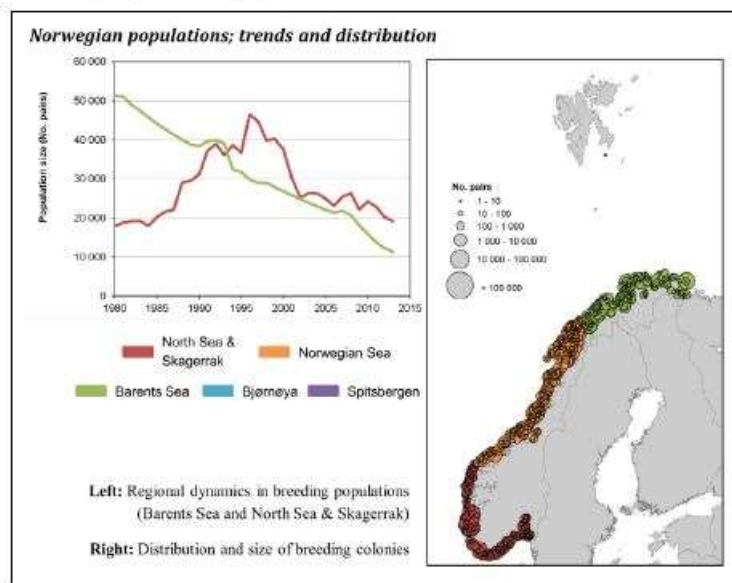 Norwegian populations; trends and distribution
Population size (No. pairs)
60 000
50 000
40 000
30 000
20 000
10 000
0
1980 1985 1990 1995 2000 2005 2010 2015
North Sea &
Skagerrak
Norwegian Sea
Barents Sea
Bjørnøya
Spitsbergen
Left: Regional dynamics in breeding populations
(Barents Sea and North Sea & Skagerrak)
Right: Distribution and size of breeding colonies
No. pairs
1 - 10
10 - 100
100 - 1 000
1 000 - 10 000
10 000 - 100 000
> 100 000